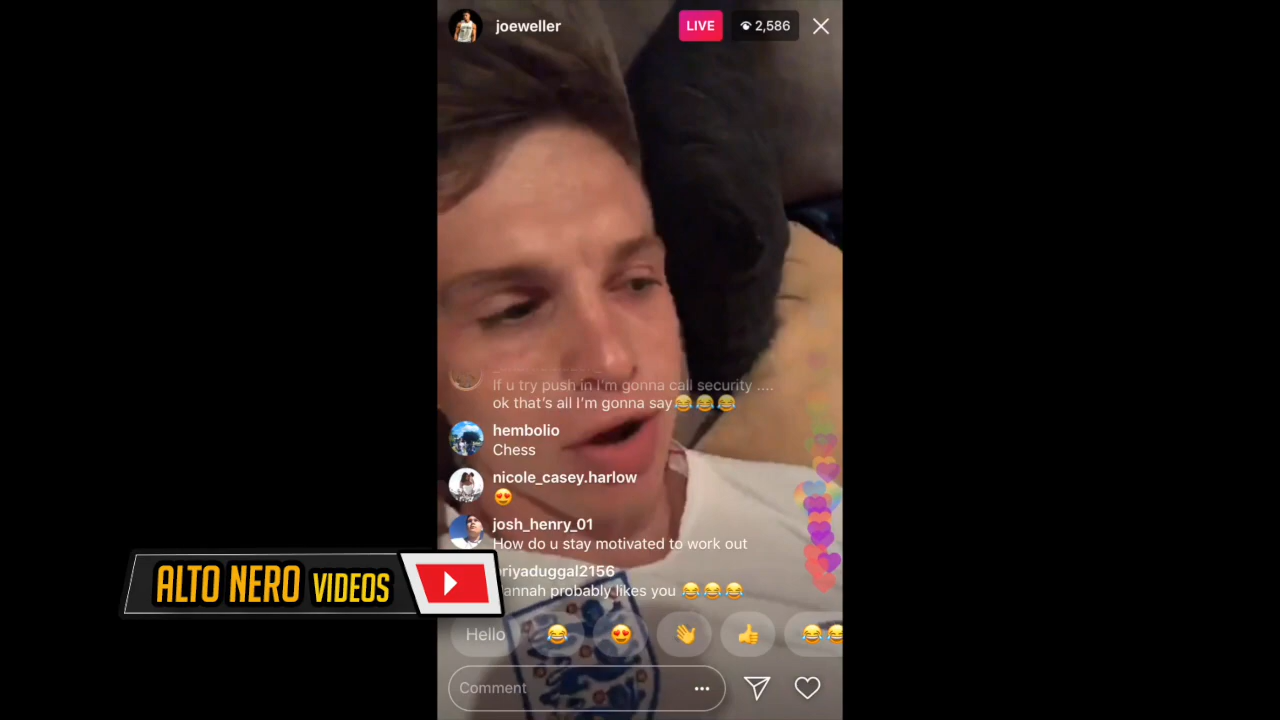 joeweller
LIVE
2,586
If u try push in I'm gonna call security ....
ok that's all I'm gonna say😂😂😂
hembolio
Chess
nicole_casey.harlow
😍
josh_henry_01
How do u stay motivated to work out
riyaduggal2156
annah probably likes you 😂😂😂
ALTO NERO VIDEOS
Hello 😂 😍 👋 👍 😂😂
Comment